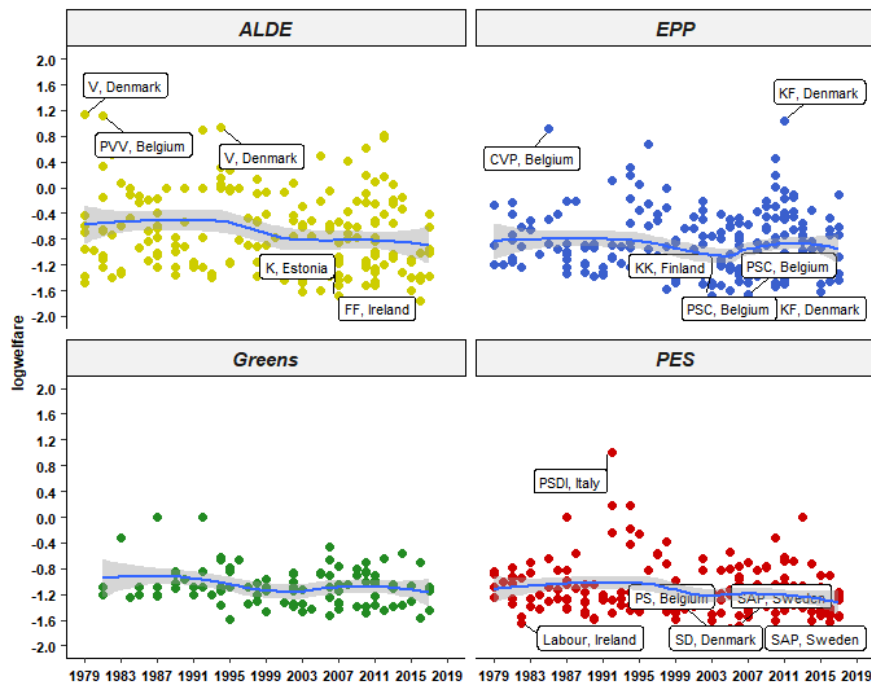 ALDE
EPP
2.0
1.6
1.2
0.8
0.4
0.0
-0.4
-0.8
-1.2
-1.6
-2.0
V, Denmark
PVV, Belgium
V, Denmark
K, Estonia
FF, Ireland
KF, Denmark
CVP, Belgium
KK, Finland
PSC, Belgium
PSC, Belgium
KF, Denmark
logwelfare
Greens
PES
2.0
1.6
1.2
0.8
0.4
0.0
-0.4
-0.8
-1.2
-1.6
-2.0
PSDI, Italy
PS, Belgium
SAP, Sweden
Labour, Ireland
SD, Denmark
SAP, Sweden
1979 1983 1987 1991 1995 1999 2003 2007 2011 2015 2019
1979 1983 1987 1991 1995 1999 2003 2007 2011 2015 2019